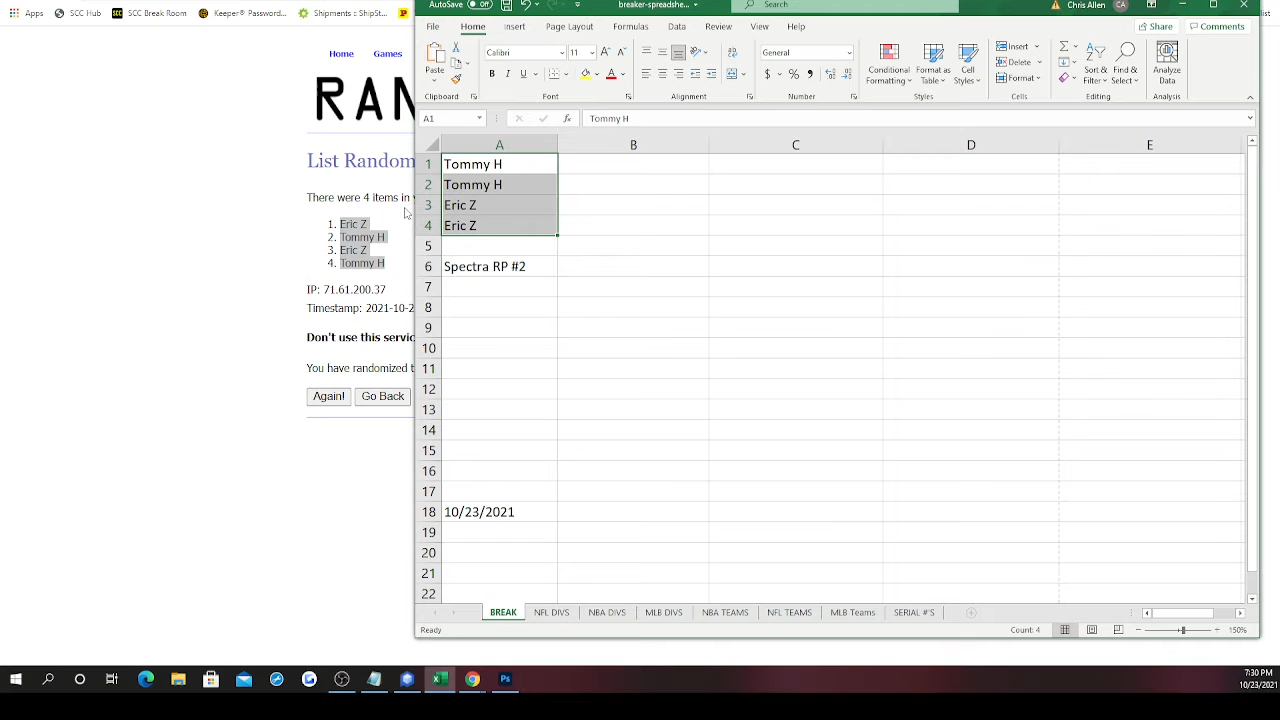 Apps SCC Hub SCC Break Room Keeper® Password... Shipments :: ShipSt...
Home Games
RAN
List Random
There were 4 items in
1. Eric Z
2. Tommy H
3. Eric Z
4. Tommy H
IP: 71.61.200.37
Timestamp: 2021-10-2
Don't use this servic
You have randomized t
Again! Go Back
AutoSave Off breaker-spreadshe... Search Chris Allen CA
File Home Insert Page Layout Formulas Data Review View Help Share Comments
Paste Calibri 11 General Conditional Formatting Format as Table Cell Styles Insert Delete Format Sort & Filter Find & Select Analyze Data
Clipboard Font Alignment Number Styles Cells Editing Analysis
A1 fx Tommy H
A B C D E
1 Tommy H
2 Tommy H
3 Eric Z
4 Eric Z
5
6 Spectra RP #2
7
8
9
10
11
12
13
14
15
16
17
18 10/23/2021
19
20
21
22
BREAK NFL DIVS NBA DIVS MLB DIVS NBA TEAMS NFL TEAMS MLB Teams SERIAL #'S
Ready Count: 4 150%
7:30 PM
10/23/2021